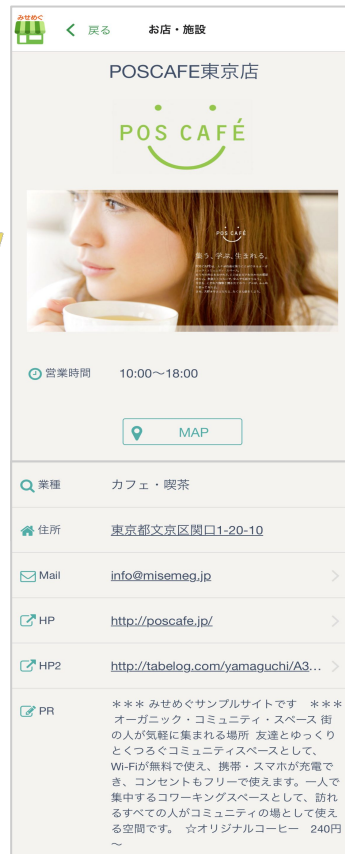 みせめぐ
戻る お店・施設
POSCAFE東京店
POS CAFÉ
POS CAFÉ
集う、学ぶ、生まれる。
営業時間 10:00～18:00
MAP
業種 カフェ・喫茶
住所 東京都文京区関口1-20-10
Mail info@misemeg.jp
HP http://poscafe.jp/
HP2 http://tabelog.com/yamaguchi/A3...
PR ＊＊＊ みせめぐサンプルサイトです ＊＊＊
オーガニック・コミュニティ・スペース 街
の人が気軽に集まれる場所 友達とゆっくり
とくつろぐコミュニティスペースとして、
Wi-Fiが無料で使え、携帯・スマホが充電で
き、コンセントもフリーで使えます。一人で
集中するコワーキングスペースとして、訪れ
るすべての人がコミュニティの場として使え
る空間です。 ☆オリジナルコーヒー 240円
～